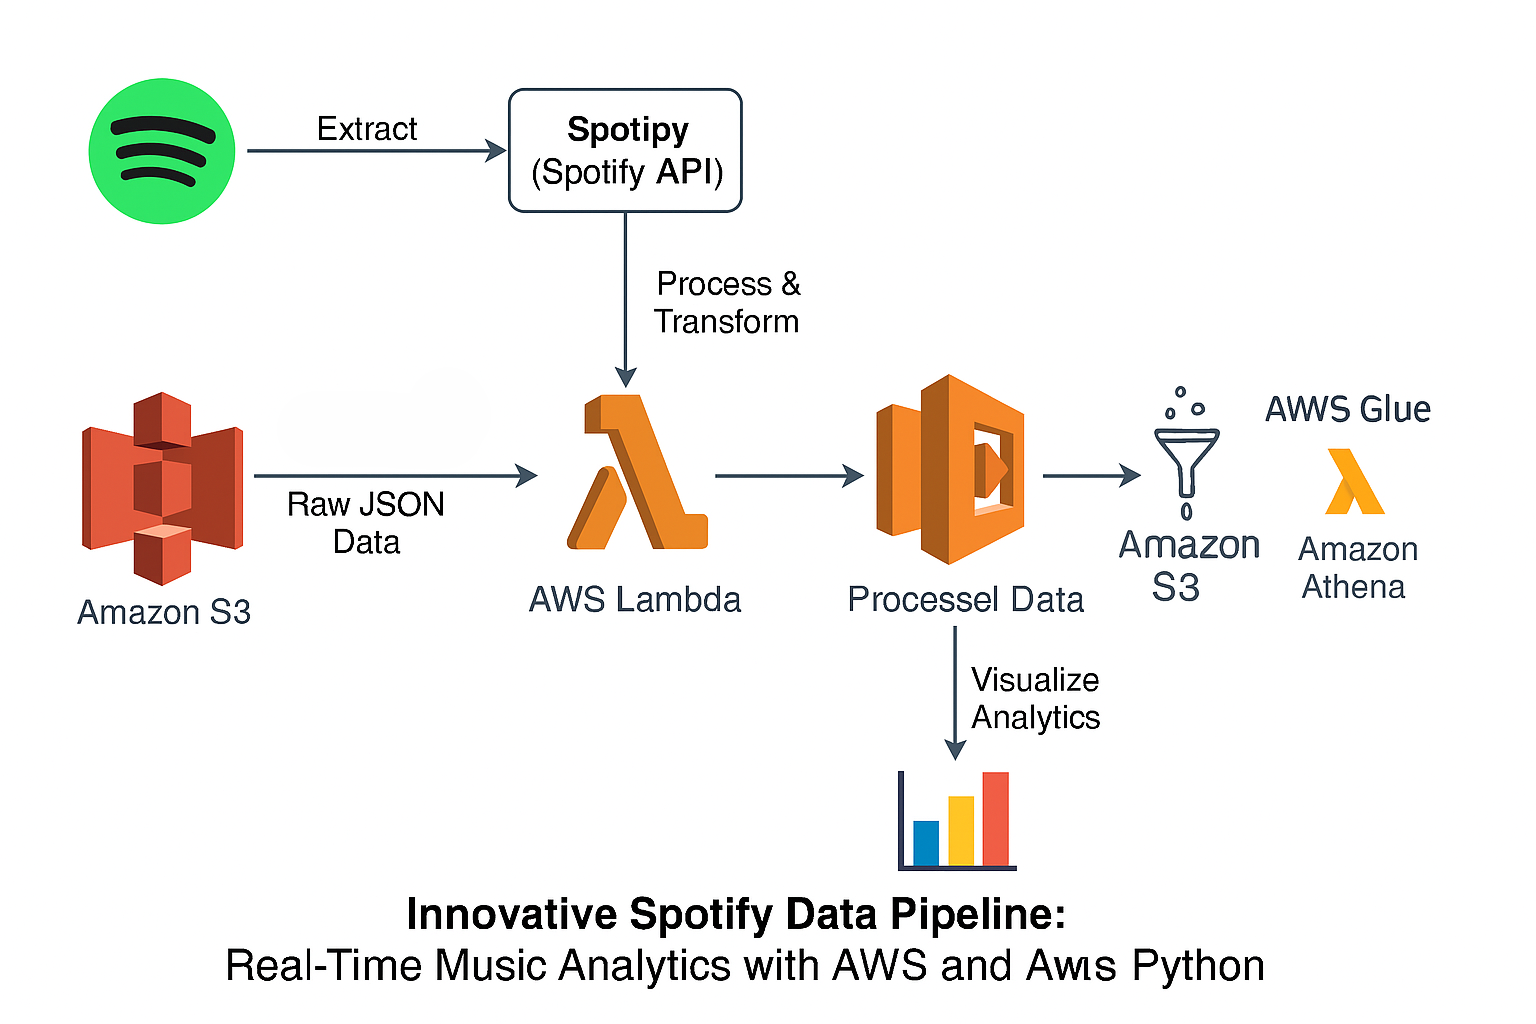 Extract
Spotipy
(Spotify API)
Process &
Transform
Raw JSON
Data
Amazon S3
AWS Lambda
Processel Data
Amazon
S3
AWS Glue
Amazon
Athena
Visualize
Analytics
Innovative Spotify Data Pipeline:
Real-Time Music Analytics with AWS and Awıs Python